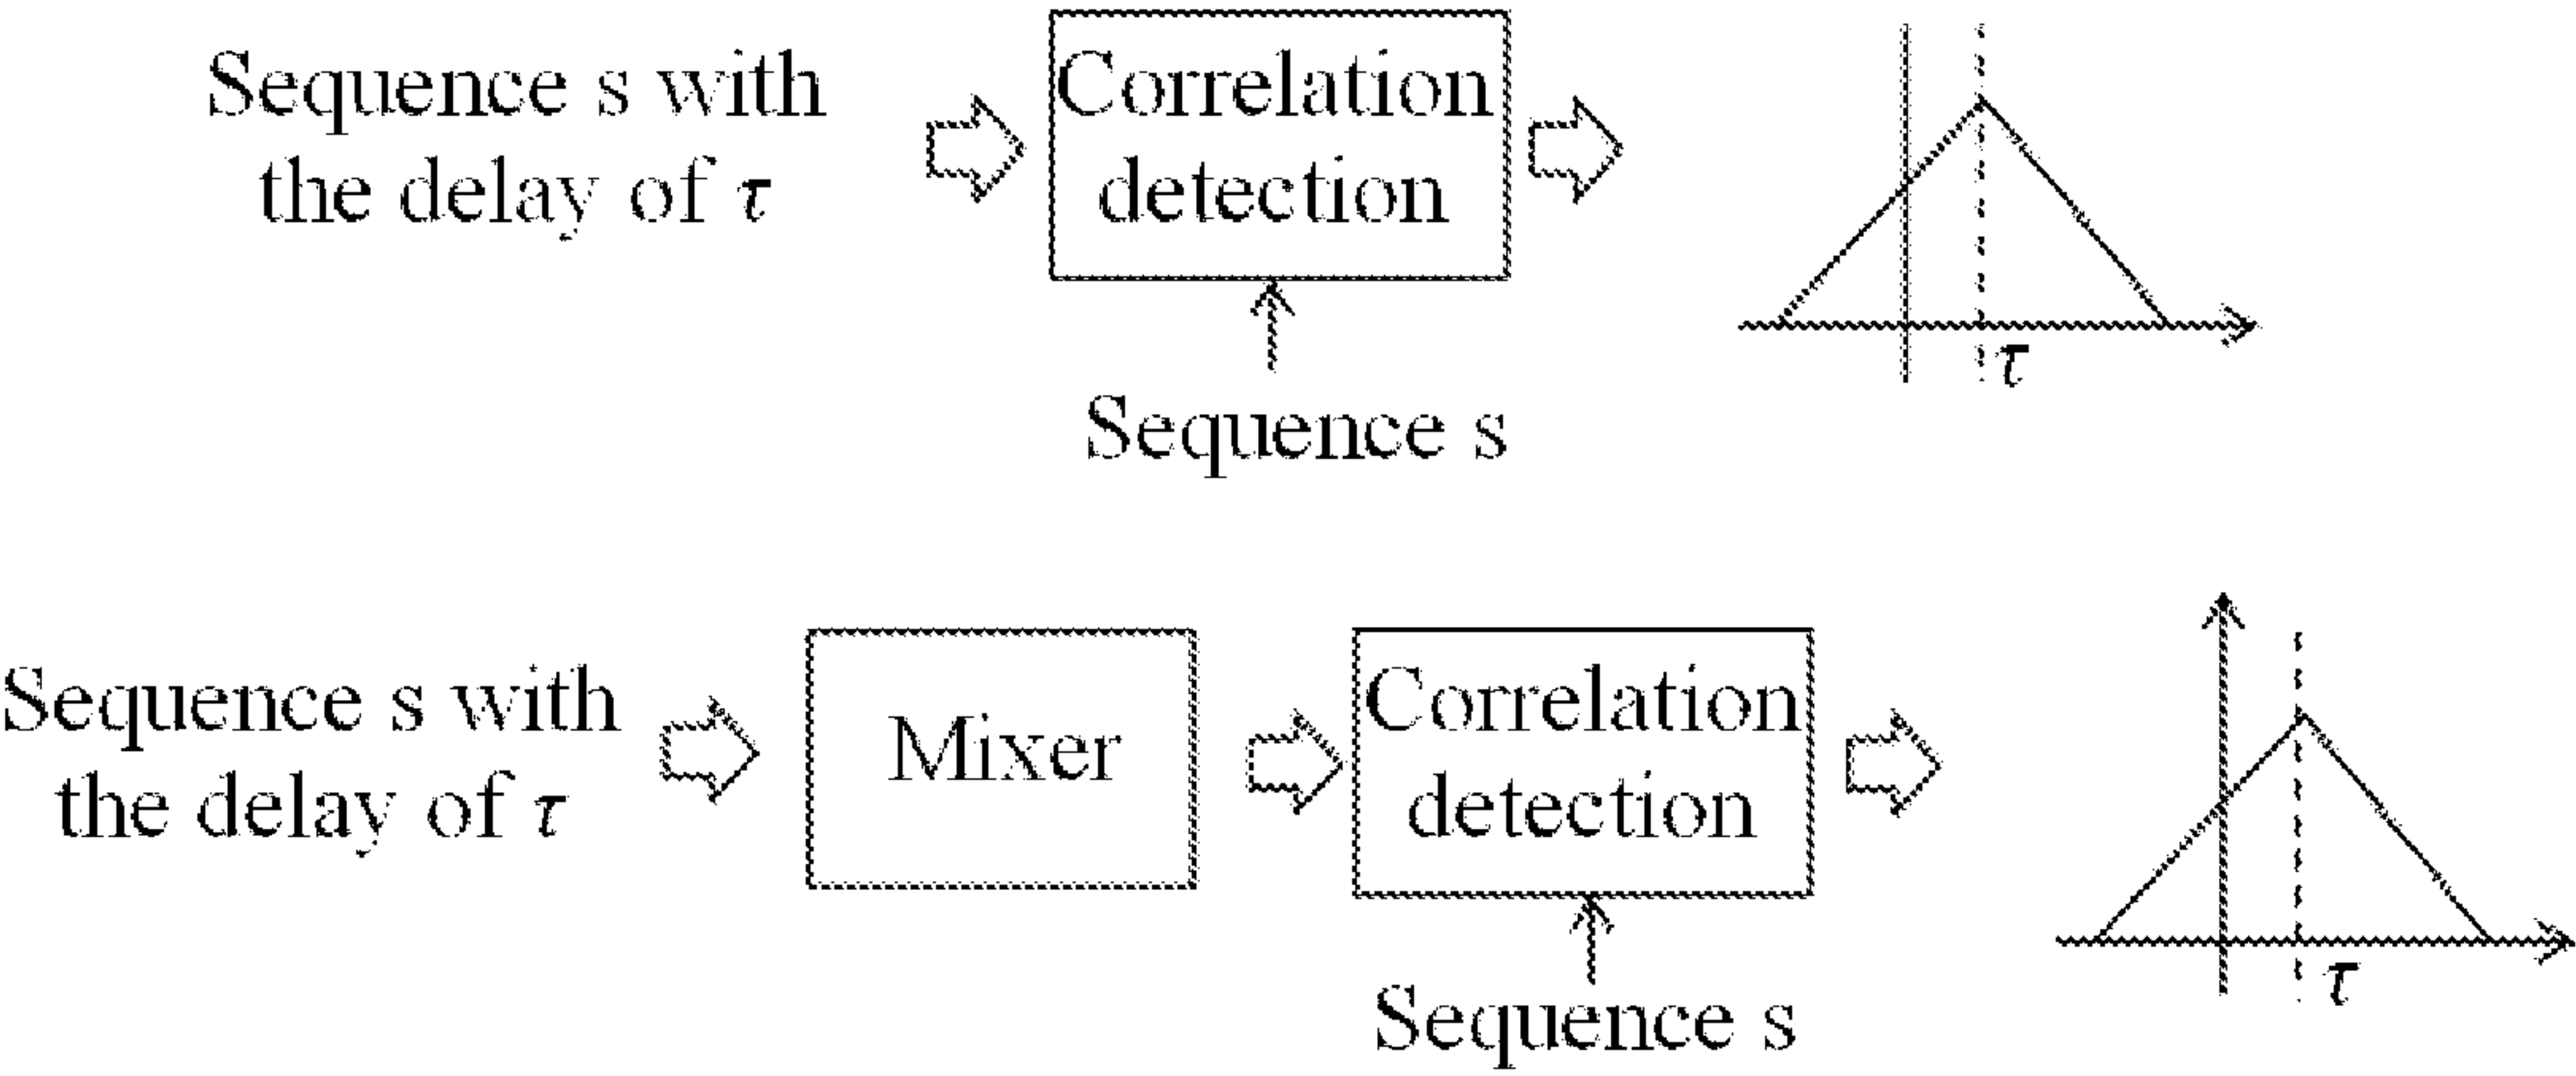 Sequence s with
the delay of τ
Correlation
detection
Sequence s
τ
Sequence s with
the delay of τ
Mixer
Correlation
detection
Sequence s
τ